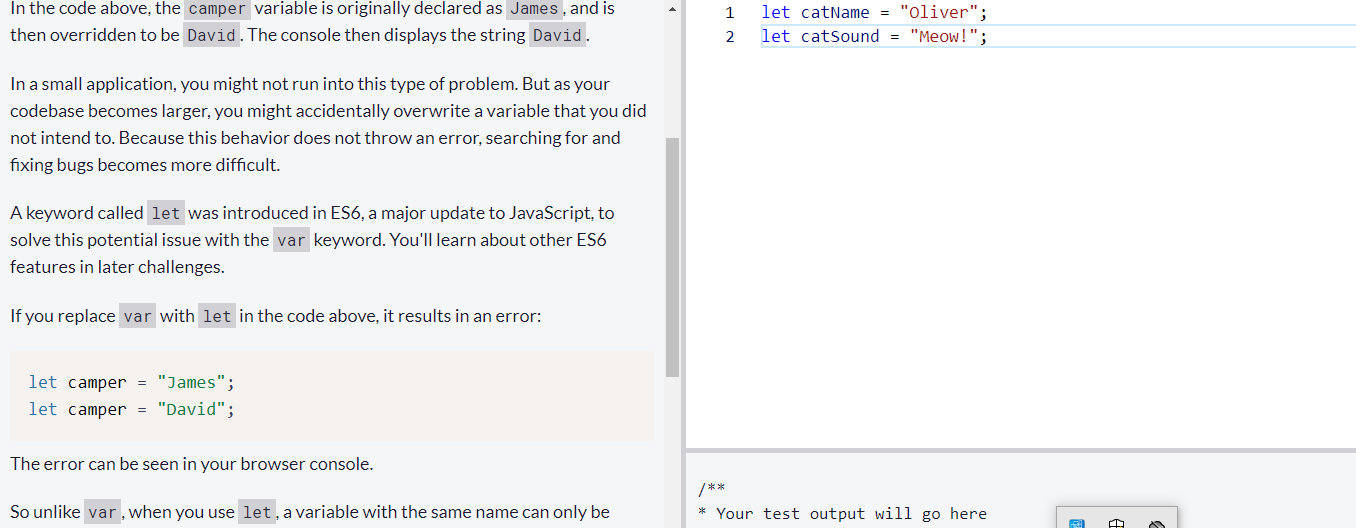 In the code above, the camper variable is originally declared as James, and is
then overridden to be David. The console then displays the string David.
In a small application, you might not run into this type of problem. But as your
codebase becomes larger, you might accidentally overwrite a variable that you did
not intend to. Because this behavior does not throw an error, searching for and
fixing bugs becomes more difficult.
A keyword called let was introduced in ES6, a major update to JavaScript, to
solve this potential issue with the var keyword. You'll learn about other ES6
features in later challenges.
If you replace var with let in the code above, it results in an error:
let camper = "James";
let camper = "David";
The error can be seen in your browser console.
So unlike var, when you use let, a variable with the same name can only be
1 let catName = "Oliver";
2 let catSound = "Meow!";
/**
* Your test output will go here